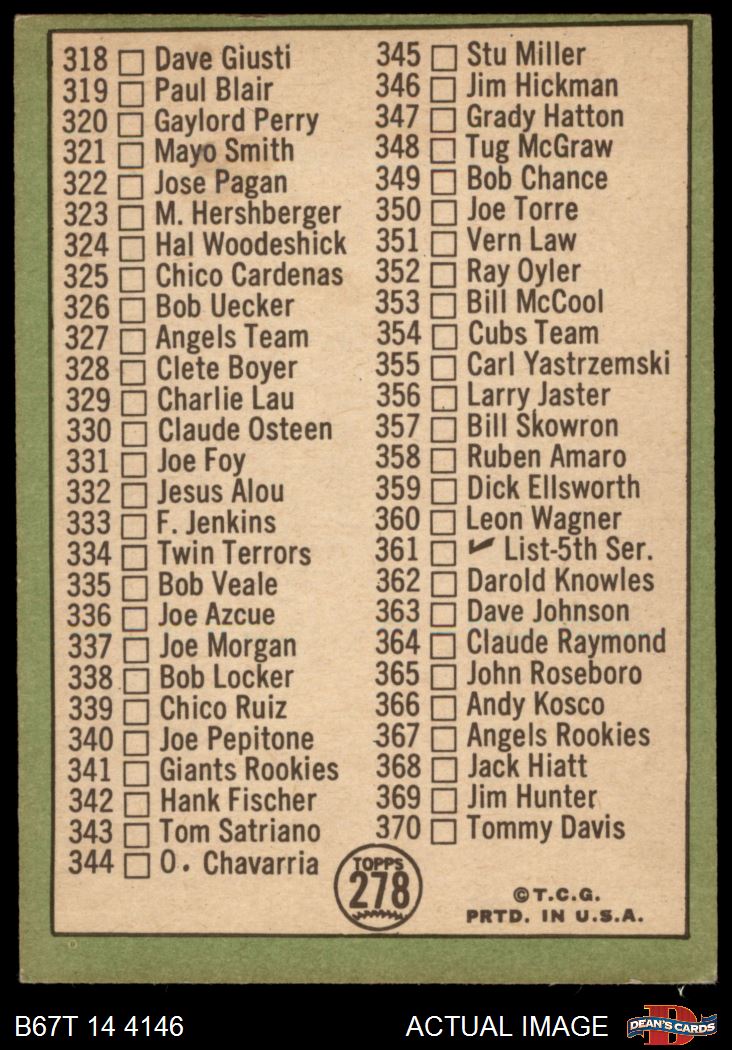 318 Dave Giusti
319 Paul Blair
320 Gaylord Perry
321 Mayo Smith
322 Jose Pagan
323 M. Hershberger
324 Hal Woodeshick
325 Chico Cardenas
326 Bob Uecker
327 Angels Team
328 Clete Boyer
329 Charlie Lau
330 Claude Osteen
331 Joe Foy
332 Jesus Alou
333 F. Jenkins
334 Twin Terrors
335 Bob Veale
336 Joe Azcue
337 Joe Morgan
338 Bob Locker
339 Chico Ruiz
340 Joe Pepitone
341 Giants Rookies
342 Hank Fischer
343 Tom Satriano
344 O. Chavarria
345 Stu Miller
346 Jim Hickman
347 Grady Hatton
348 Tug McGraw
349 Bob Chance
350 Joe Torre
351 Vern Law
352 Ray Oyler
353 Bill McCool
354 Cubs Team
355 Carl Yastrzemski
356 Larry Jaster
357 Bill Skowron
358 Ruben Amaro
359 Dick Ellsworth
360 Leon Wagner
361 List-5th Ser.
362 Darold Knowles
363 Dave Johnson
364 Claude Raymond
365 John Roseboro
366 Andy Kosco
367 Angels Rookies
368 Jack Hiatt
369 Jim Hunter
370 Tommy Davis
TOPPS
278
© T.C.G.
PRTD. IN U.S.A.
B67T 14 4146
ACTUAL IMAGE
D
DEAN'S CARDS